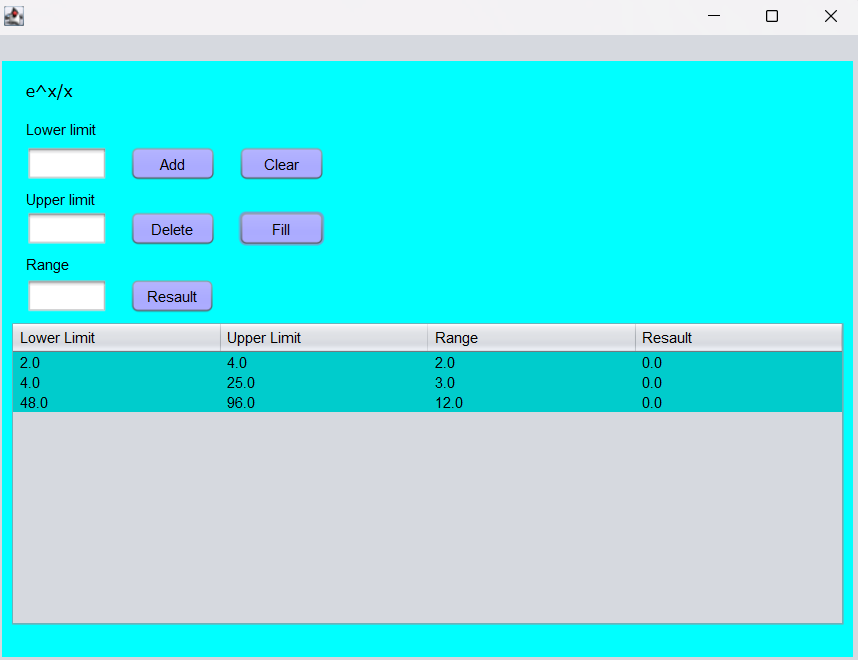 e^x/x
Lower limit
Add Clear
Upper limit
Delete Fill
Range
Resault
Lower Limit Upper Limit Range Resault
2.0 4.0 2.0 0.0
4.0 25.0 3.0 0.0
48.0 96.0 12.0 0.0